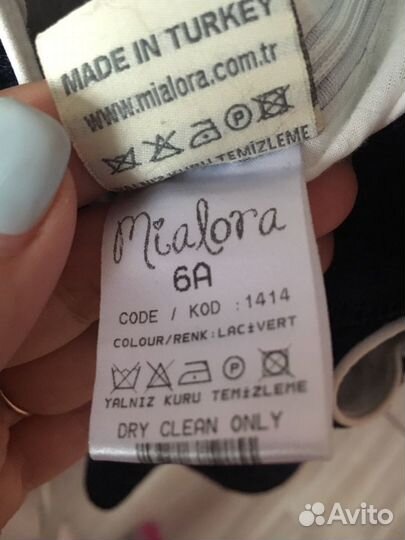 MADE IN TURKEY
www.mialora.com.tr
YALNIZ KURU TEMİZLEME
Mialora
6A
CODE / KOD : 1414
COLOUR/RENK:LACİVERT
YALNIZ KURU TEMİZLEME
DRY CLEAN ONLY
Avito